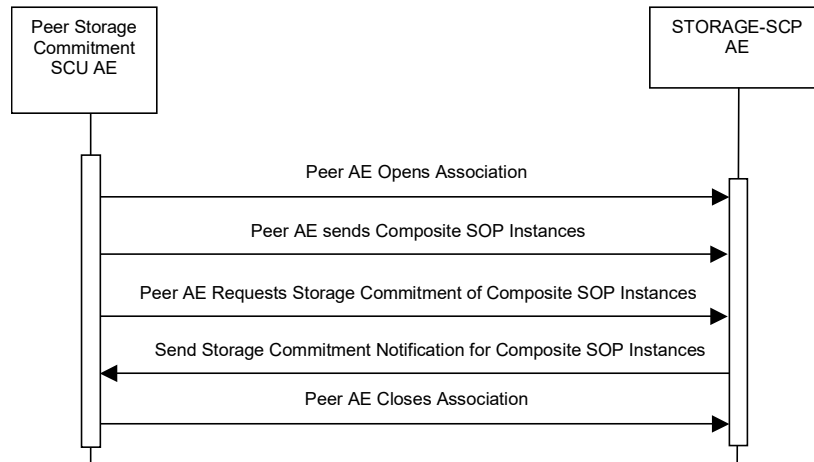 Peer Storage
Commitment
SCU AE
STORAGE-SCP
AE
Peer AE Opens Association
Peer AE sends Composite SOP Instances
Peer AE Requests Storage Commitment of Composite SOP Instances
Send Storage Commitment Notification for Composite SOP Instances
Peer AE Closes Association